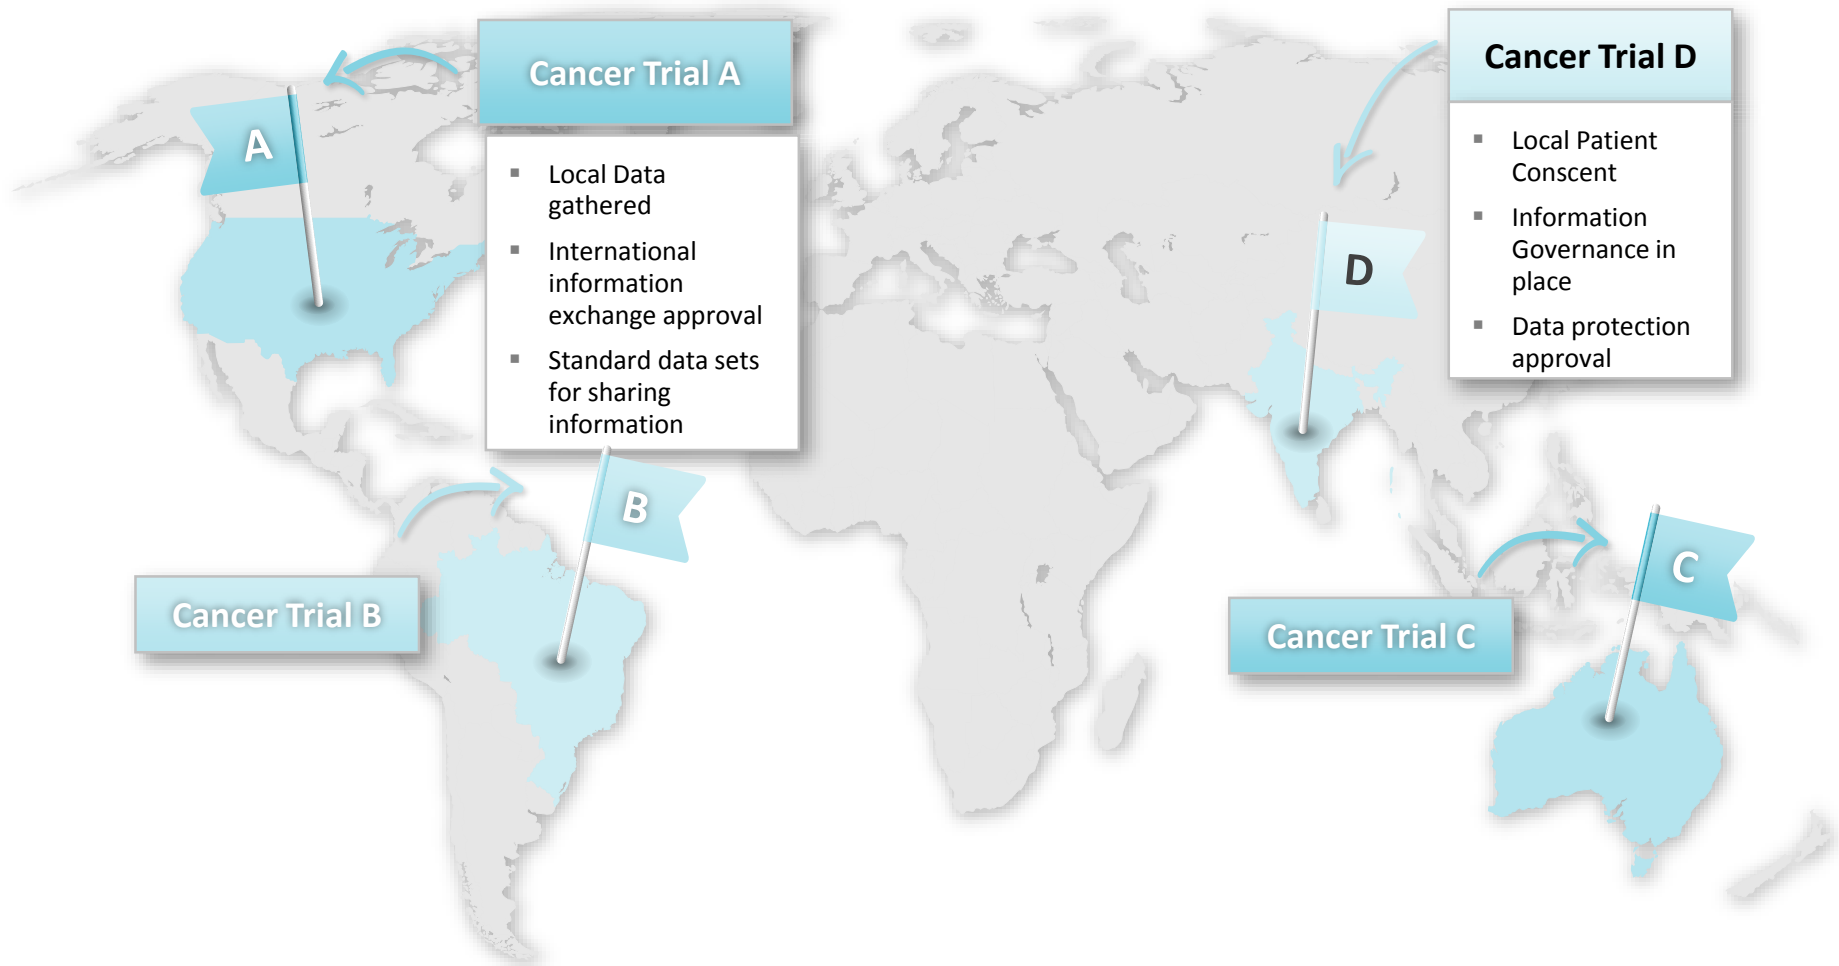 Cancer Trial A
A
▪ Local Data
gathered
▪ International
information
exchange approval
▪ Standard data sets
for sharing
information
Cancer Trial D
▪ Local Patient
Conscent
▪ Information
Governance in
place
▪ Data protection
approval
D
B
Cancer Trial B
C
Cancer Trial C